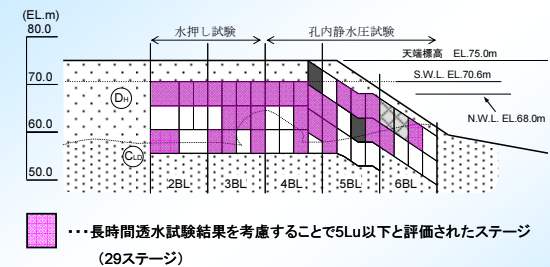 (EL.m)
80.0
水押し試験
孔内静水圧試験
天端標高 EL.75.0m
70.0
S.W.L. EL.70.6m
DH
N.W.L. EL.68.0m
60.0
CLD
50.0
2BL 3BL 4BL 5BL 6BL
・・・長時間透水試験結果を考慮することで5Lu以下と評価されたステージ
(29ステージ)